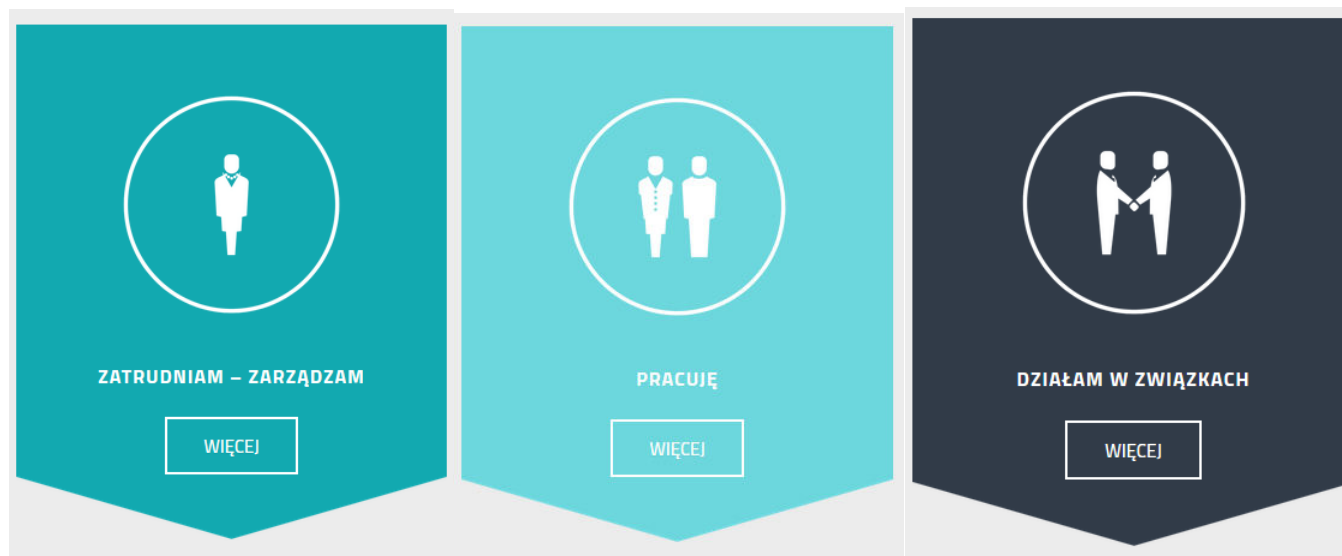 ZATRUDNIAM – ZARZĄDZAM
WIĘCEJ
PRACUJĘ
WIĘCEJ
DZIAŁAM W ZWIĄZKACH
WIĘCEJ